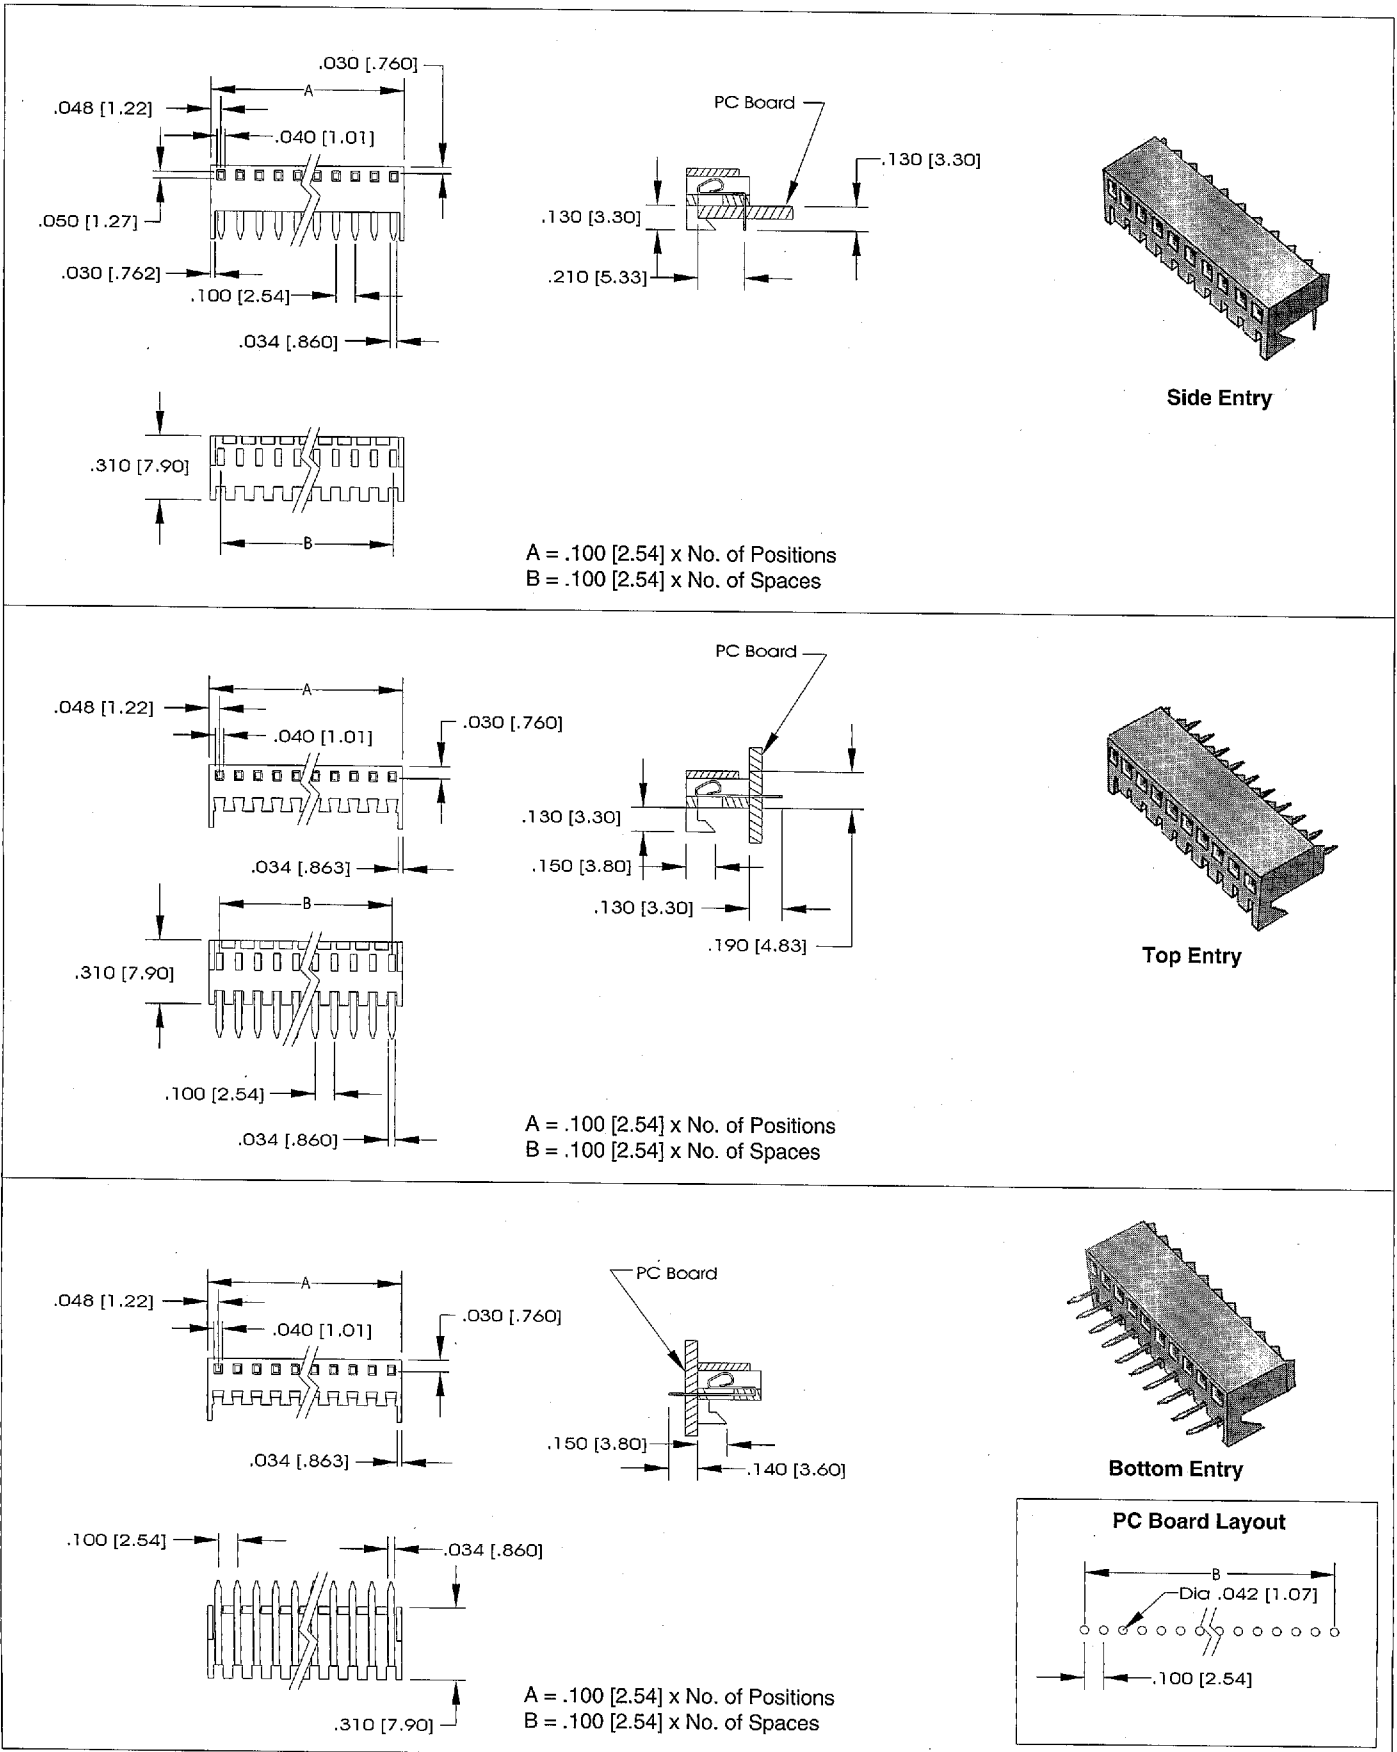 .030 [.760]
A
.048 [1.22]
.040 [1.01]
.050 [1.27]
.030 [.762]
.100 [2.54]
.034 [.860]
PC Board
.130 [3.30]
.130 [3.30]
.210 [5.33]
Side Entry
.310 [7.90]
B
A = .100 [2.54] x No. of Positions
B = .100 [2.54] x No. of Spaces
A
.048 [1.22]
.040 [1.01]
.030 [.760]
.034 [.863]
B
.310 [7.90]
.100 [2.54]
.034 [.860]
PC Board
.130 [3.30]
.150 [3.80]
.130 [3.30]
.190 [4.83]
Top Entry
A = .100 [2.54] x No. of Positions
B = .100 [2.54] x No. of Spaces
A
.048 [1.22]
.040 [1.01]
.030 [.760]
.034 [.863]
PC Board
.150 [3.80]
.140 [3.60]
Bottom Entry
.100 [2.54]
.034 [.860]
.310 [7.90]
A = .100 [2.54] x No. of Positions
B = .100 [2.54] x No. of Spaces
PC Board Layout
B
Dia .042 [1.07]
.100 [2.54]